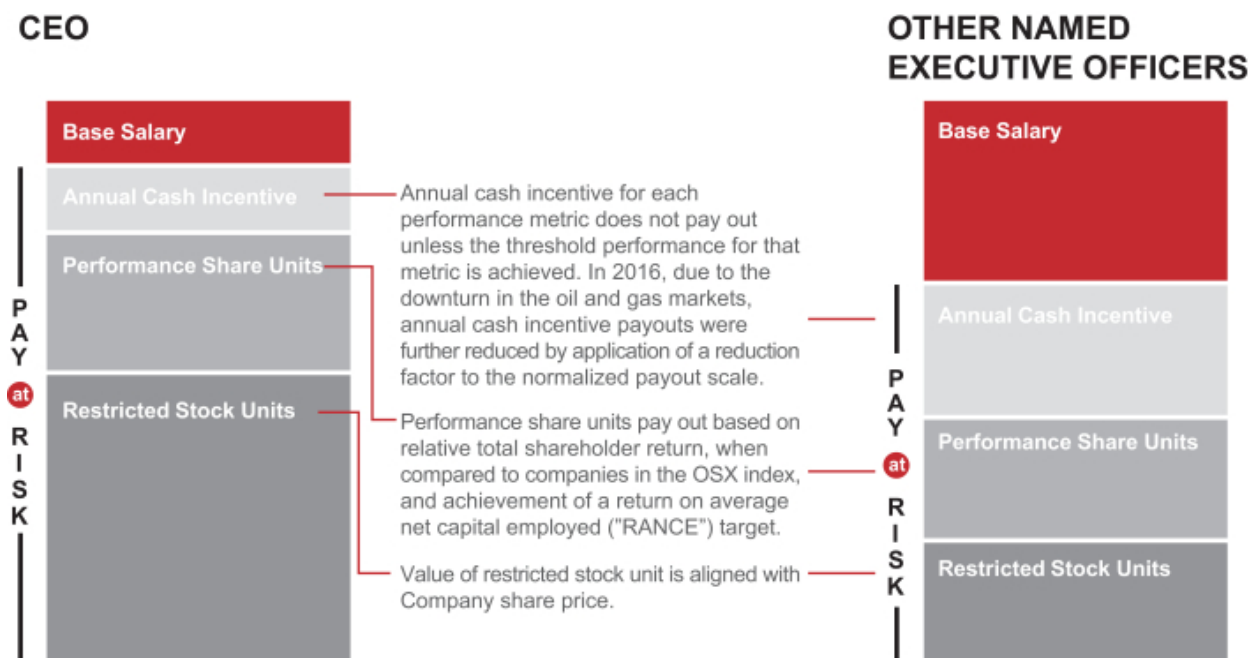 CEO
Base Salary
Annual Cash Incentive
Performance Share Units
Restricted Stock Units
PAY
at
RISK
Annual cash incentive for each
performance metric does not pay out
unless the threshold performance for that
metric is achieved. In 2016, due to the
downturn in the oil and gas markets,
annual cash incentive payouts were
further reduced by application of a reduction
factor to the normalized payout scale.
Performance share units pay out based on
relative total shareholder return, when
compared to companies in the OSX index,
and achievement of a return on average
net capital employed ("RANCE") target.
Value of restricted stock unit is aligned with
Company share price.
OTHER NAMED
EXECUTIVE OFFICERS
Base Salary
Annual Cash Incentive
Performance Share Units
Restricted Stock Units
PAY
at
RISK